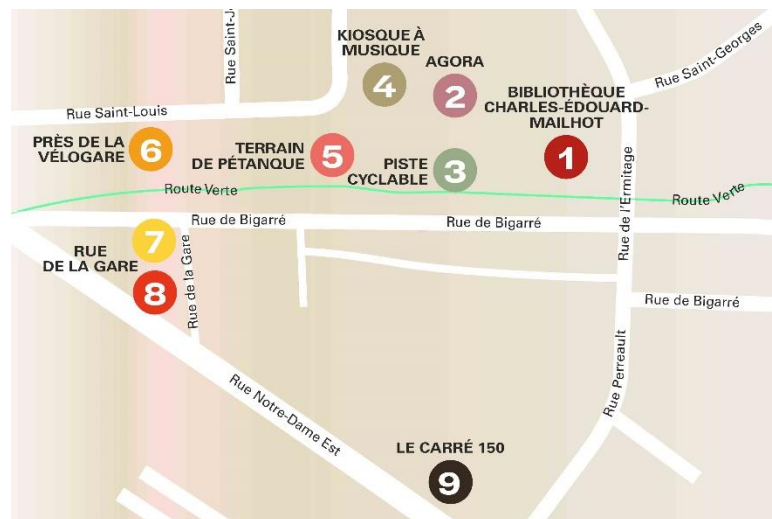 Rue Saint-J
KIOSQUE À
MUSIQUE
4
AGORA
2
Rue Saint-Georges
BIBLIOTHÈQUE
CHARLES-ÉDOUARD-
MAILHOT
1
Rue Saint-Louis
PRÈS DE LA
VÉLOGARE
6
TERRAIN
DE PÉTANQUE
5
PISTE
CYCLABLE
3
Route Verte
Route Verte
Rue de l'Ermitage
Rue de Bigarré
Rue de Bigarré
7
RUE
DE LA GARE
8
Rue de la Gare
Rue de Bigarré
Rue Perreault
Rue Notre-Dame Est
LE CARRÉ 150
9